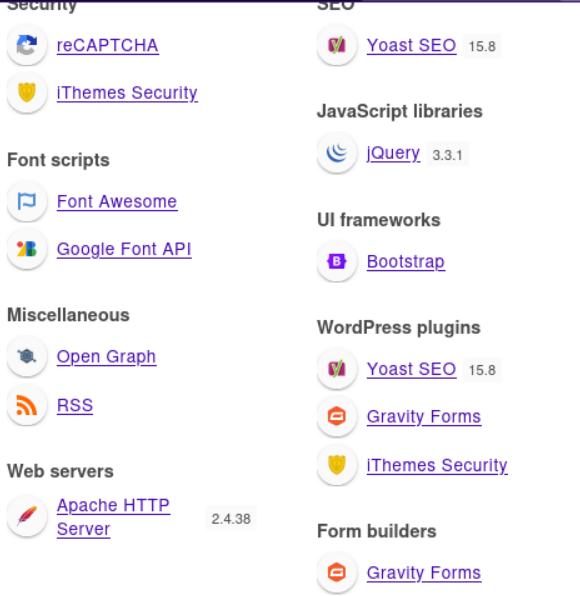 Security
reCAPTCHA
iThemes Security
Font scripts
Font Awesome
Google Font API
Miscellaneous
Open Graph
RSS
Web servers
Apache HTTP
Server
2.4.38
SEO
Yoast SEO 15.8
JavaScript libraries
jQuery 3.3.1
UI frameworks
Bootstrap
WordPress plugins
Yoast SEO 15.8
Gravity Forms
iThemes Security
Form builders
Gravity Forms